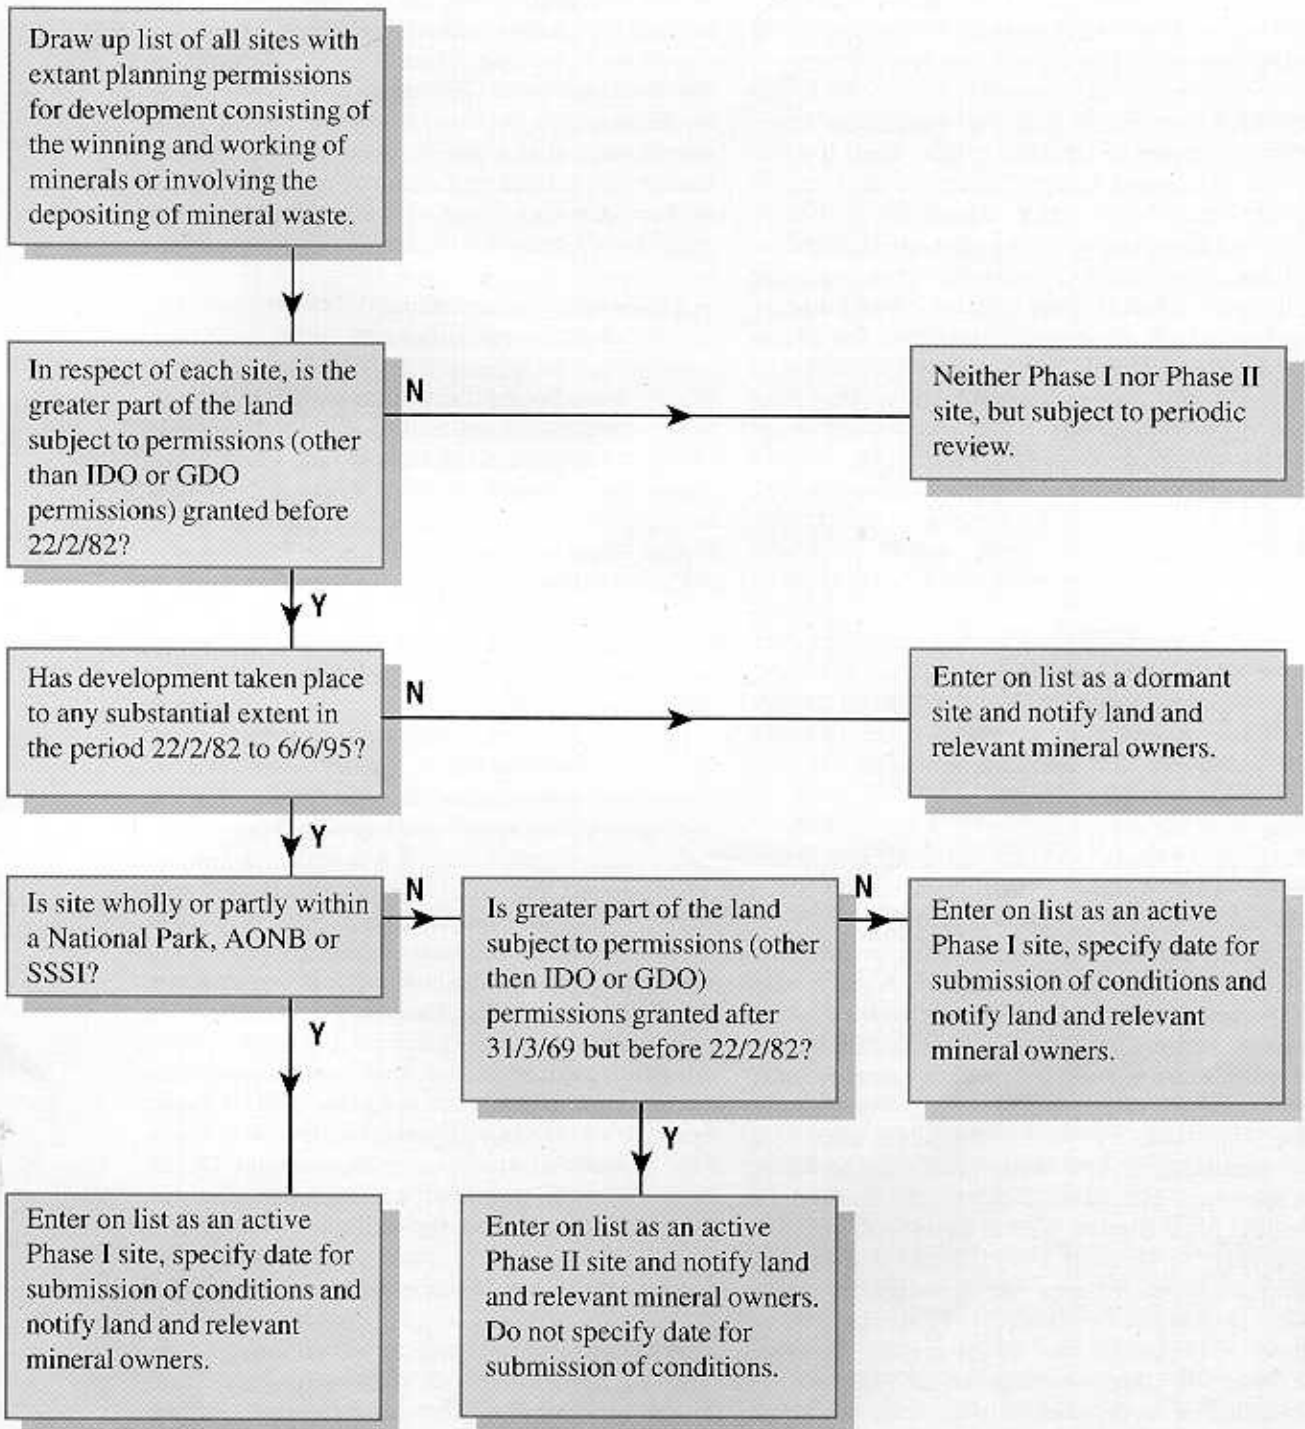 Draw up list of all sites with
extant planning permissions
for development consisting of
the winning and working of
minerals or involving the
depositing of mineral waste.
In respect of each site, is the
greater part of the land
subject to permissions (other
than IDO or GDO
permissions) granted before
22/2/82?
N
Neither Phase I nor Phase II
site, but subject to periodic
review.
Y
Has development taken place
to any substantial extent in
the period 22/2/82 to 6/6/95?
N
Enter on list as a dormant
site and notify land and
relevant mineral owners.
Y
Is site wholly or partly within
a National Park, AONB or
SSSI?
N
Is greater part of the land
subject to permissions (other
then IDO or GDO)
permissions granted after
31/3/69 but before 22/2/82?
N
Enter on list as an active
Phase I site, specify date for
submission of conditions and
notify land and relevant
mineral owners.
Y
Enter on list as an active
Phase I site, specify date for
submission of conditions and
notify land and relevant
mineral owners.
Y
Enter on list as an active
Phase II site and notify land
and relevant mineral owners.
Do not specify date for
submission of conditions.